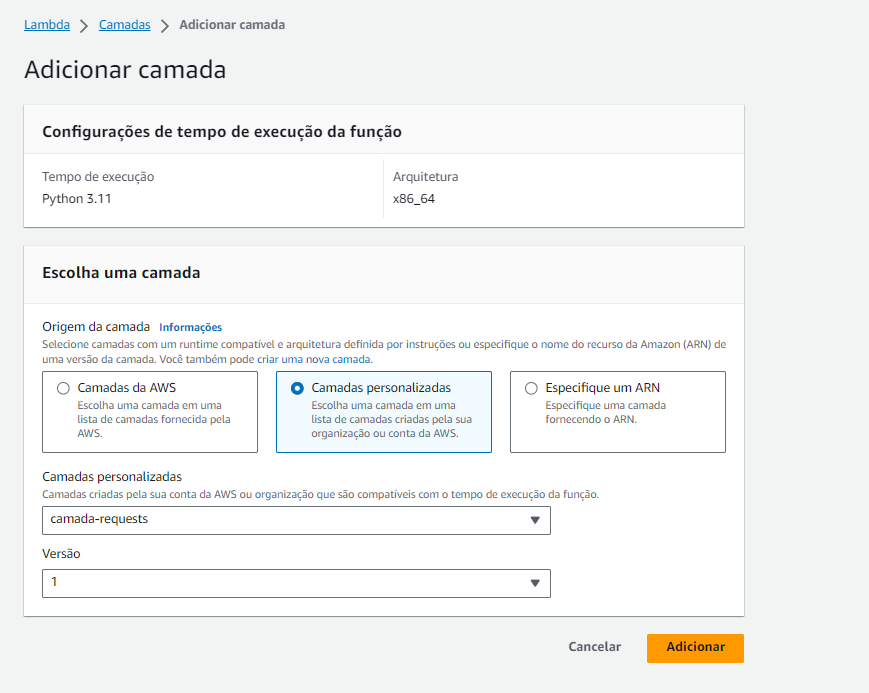 Lambda > Camadas > Adicionar camada
Adicionar camada
Configurações de tempo de execução da função
Tempo de execução
Python 3.11
Arquitetura
x86_64
Escolha uma camada
Origem da camada Informações
Selecione camadas com um runtime compatível e arquitetura definida por instruções ou especifique o nome do recurso da Amazon (ARN) de
uma versão da camada. Você também pode criar uma nova camada.
Camadas da AWS
Escolha uma camada em uma
lista de camadas fornecida pela
AWS.
Camadas personalizadas
Escolha uma camada em uma
lista de camadas criadas pela sua
organização ou conta da AWS.
Especifique um ARN
Especifique uma camada
fornecendo o ARN.
Camadas personalizadas
Camadas criadas pela sua conta da AWS ou organização que são compatíveis com o tempo de execução da função.
camada-requests
Versão
1
Cancelar
Adicionar